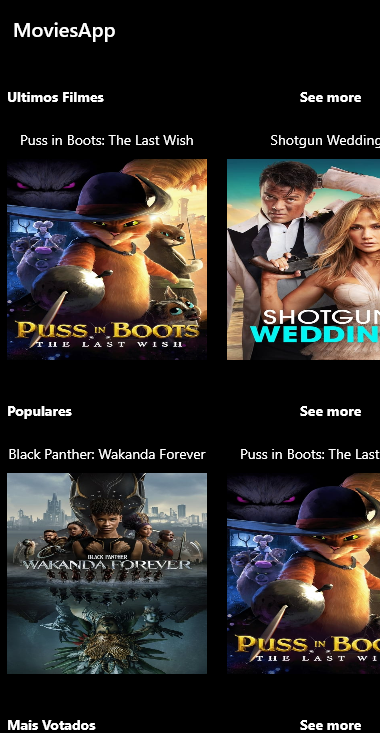 MoviesApp
Ultimos Filmes
See more
Puss in Boots: The Last Wish
Shotgun Wedding
PUSS IN BOOTS
THE LAST WISH
SHOTGUN
WEDDIN
Populares
See more
Black Panther: Wakanda Forever
Puss in Boots: The Last
BLACK PANTHER
WAKANDA FOREVER
PUSS IN BOO
THE LAST WI
Mais Votados
See more